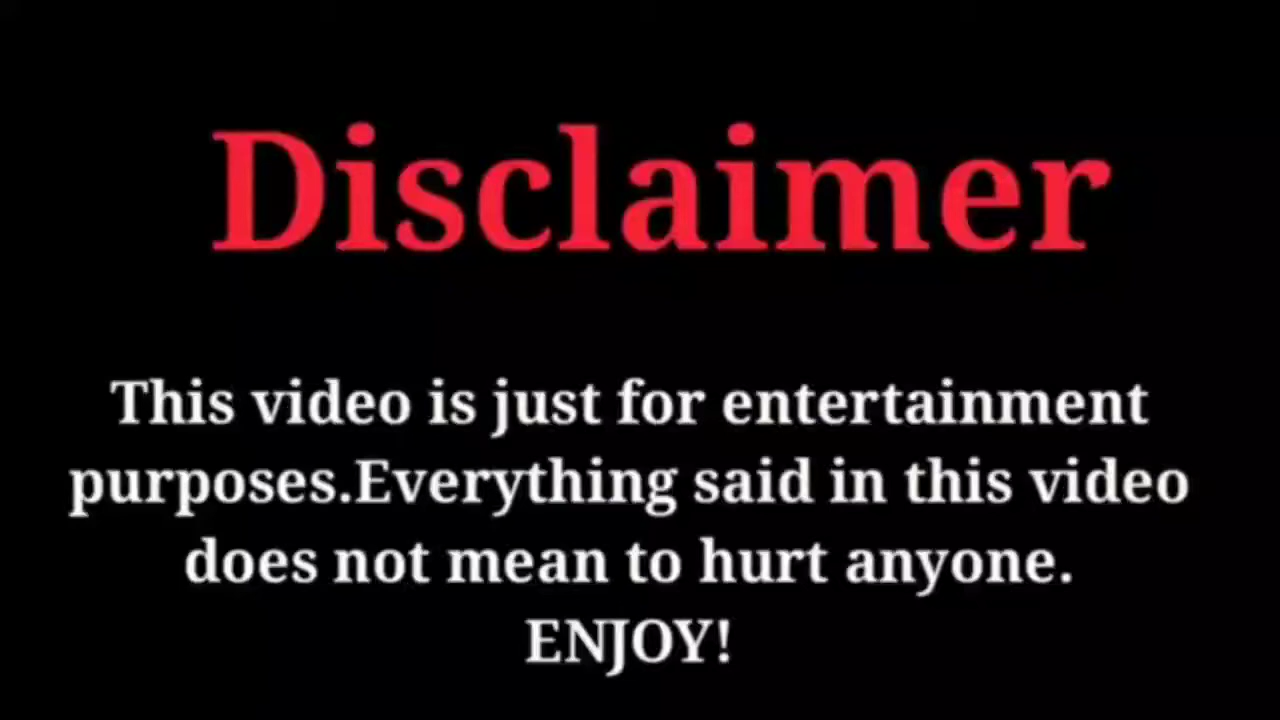 Disclaimer
This video is just for entertainment
purposes.Everything said in this video
does not mean to hurt anyone.
ENJOY!